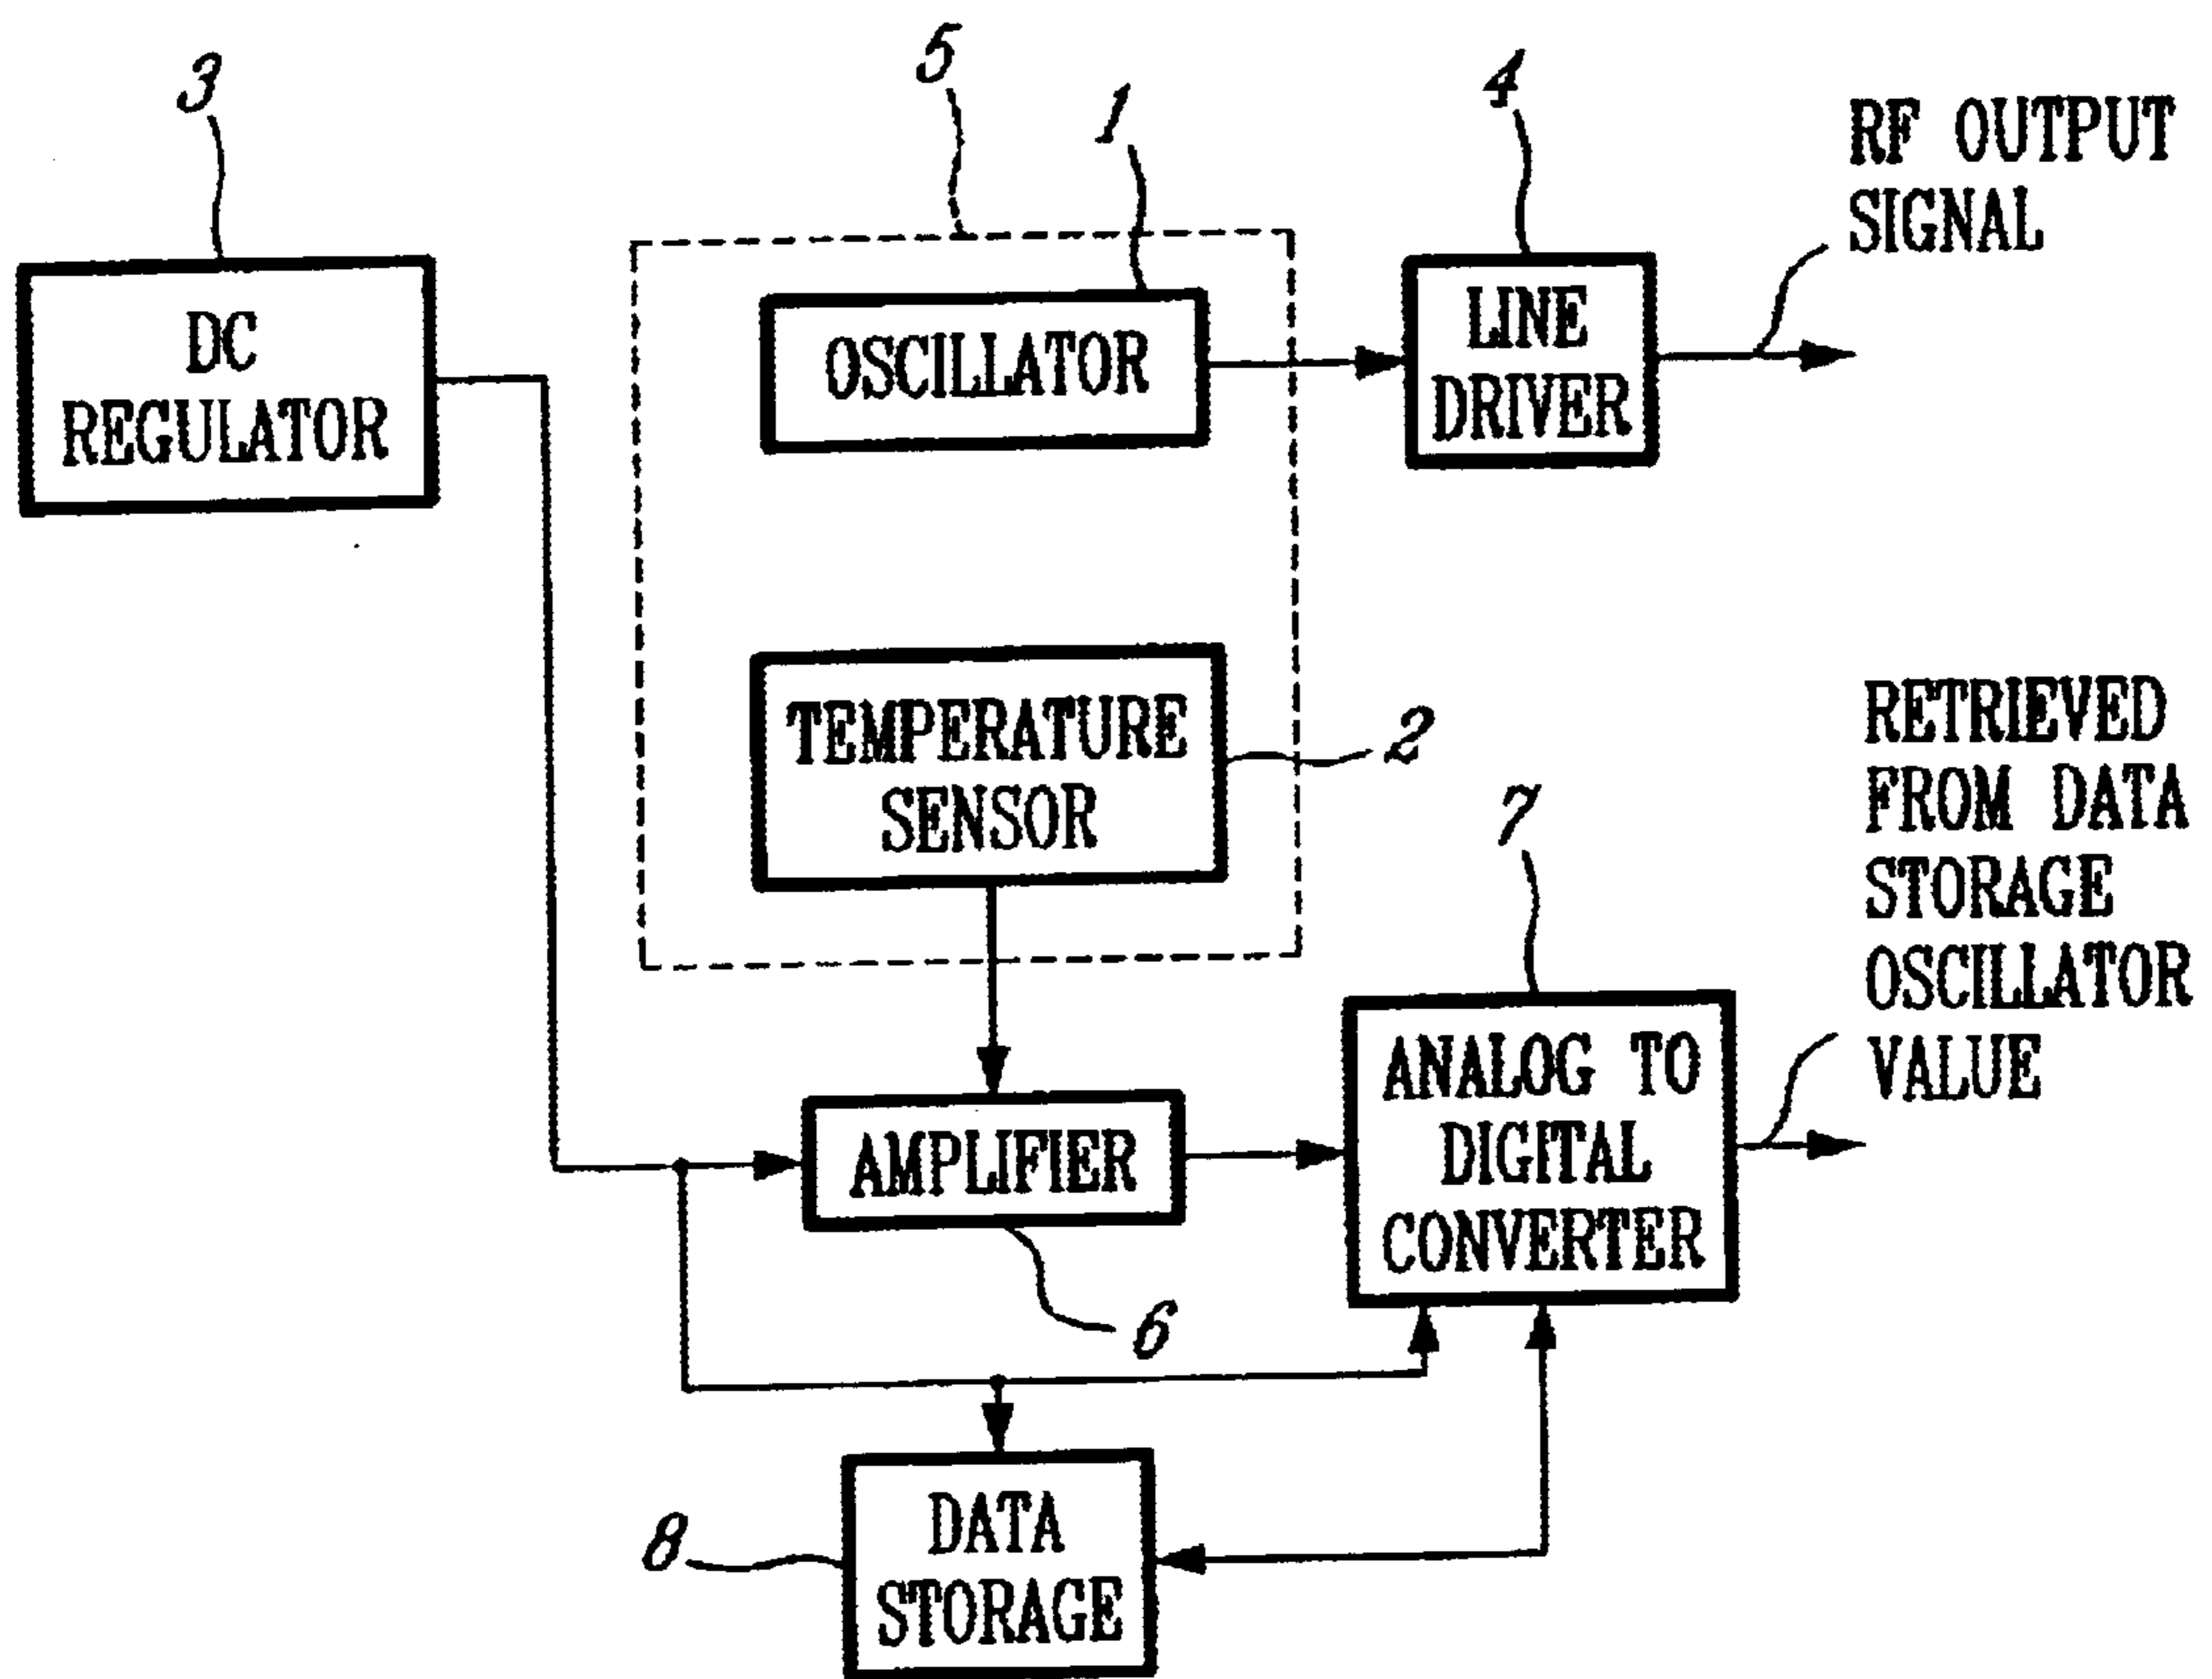 5
3
1
4
RF OUTPUT
SIGNAL
DC
REGULATOR
OSCILLATOR
LINE
DRIVER
TEMPERATURE
SENSOR
2
7
RETRIEVED
FROM DATA
STORAGE
OSCILLATOR
VALUE
AMPLIFIER
6
ANALOG TO
DIGITAL
CONVERTER
8
DATA
STORAGE